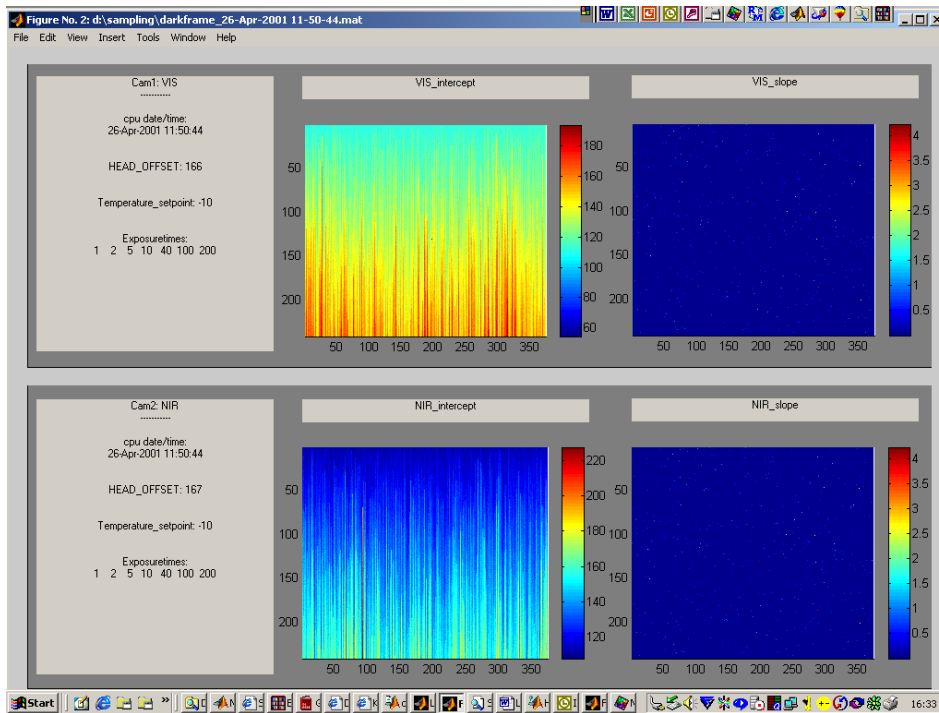 Figure No. 2: d:\sampling\darkframe_26-Apr-2001 11-50-44.mat
File Edit View Insert Tools Window Help
Cam1: VIS
-----------
cpu date/time:
26-Apr-2001 11:50:44
HEAD_OFFSET: 166
Temperature_setpoint: -10
Exposuretimes:
1 2 5 10 40 100 200
VIS_intercept
50
100
150
200
50 100 150 200 250 300 350
180
160
140
120
100
80
60
VIS_slope
50
100
150
200
50 100 150 200 250 300 350
4
3.5
3
2.5
2
1.5
1
0.5
Cam2: NIR
-----------
cpu date/time:
26-Apr-2001 11:50:44
HEAD_OFFSET: 167
Temperature_setpoint: -10
Exposuretimes:
1 2 5 10 40 100 200
NIR_intercept
50
100
150
200
50 100 150 200 250 300 350
220
200
180
160
140
120
NIR_slope
50
100
150
200
50 100 150 200 250 300 350
4
3.5
3
2.5
2
1.5
1
0.5
Start
16:33